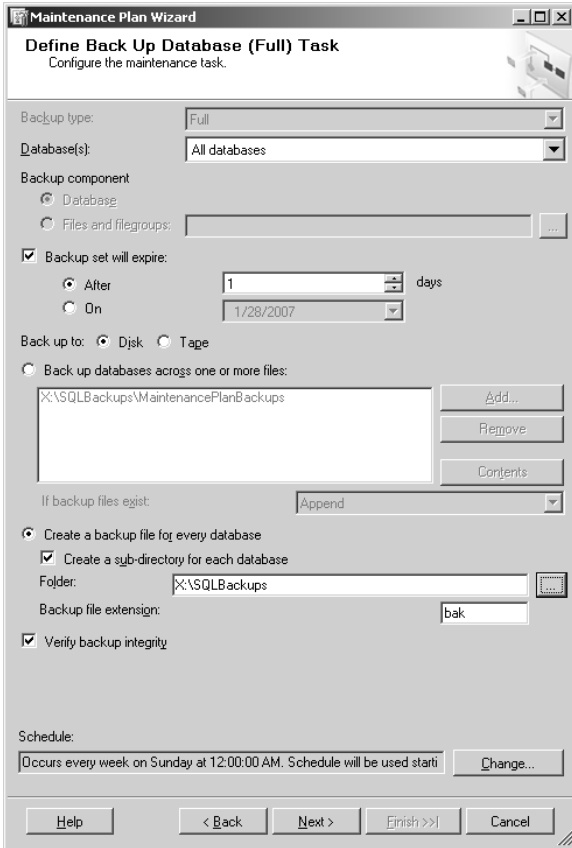 Maintenance Plan Wizard
Define Back Up Database (Full) Task
Configure the maintenance task.
Backup type: Full
Database(s): All databases
Backup component
Database
Files and filegroups: ...
Backup set will expire:
After 1 days
On 1/28/2007
Back up to: Disk Tape
Back up databases across one or more files:
X:\SQLBackups\MaintenancePlanBackups Add...
Remove
Contents
If backup files exist: Append
Create a backup file for every database
Create a sub-directory for each database
Folder: X:\SQLBackups ...
Backup file extension: bak
Verify backup integrity
Schedule:
Occurs every week on Sunday at 12:00:00 AM. Schedule will be used starti Change...
Help < Back Next > Finish >>| Cancel